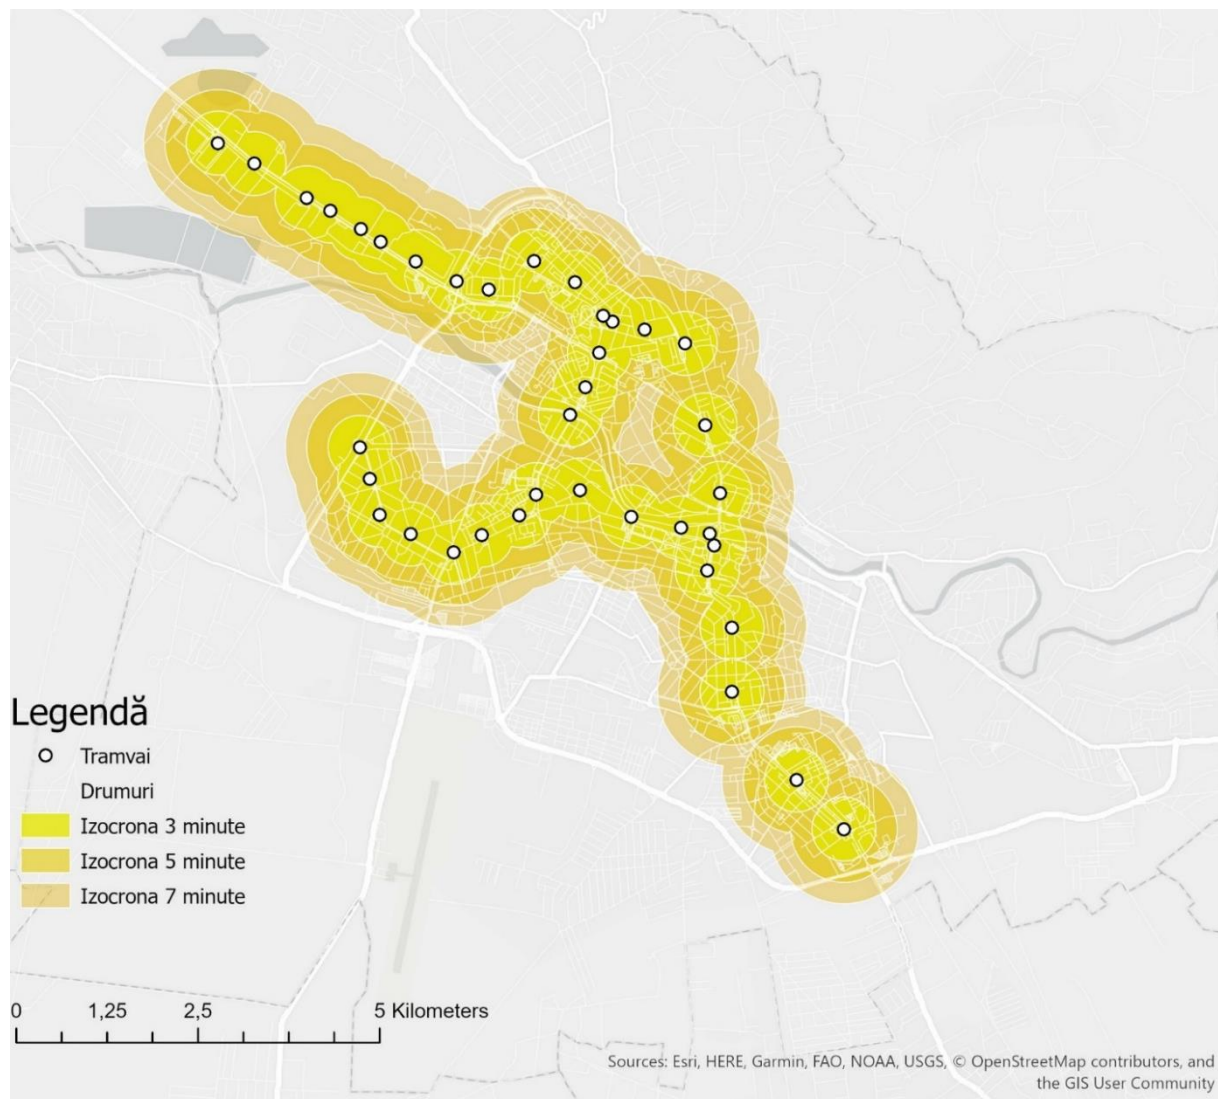 Legendă
Tramvai
Drumuri
Izocrona 3 minute
Izocrona 5 minute
Izocrona 7 minute
0 1,25 2,5 5 Kilometers
Sources: Esri, HERE, Garmin, FAO, NOAA, USGS, © OpenStreetMap contributors, and
the GIS User Community